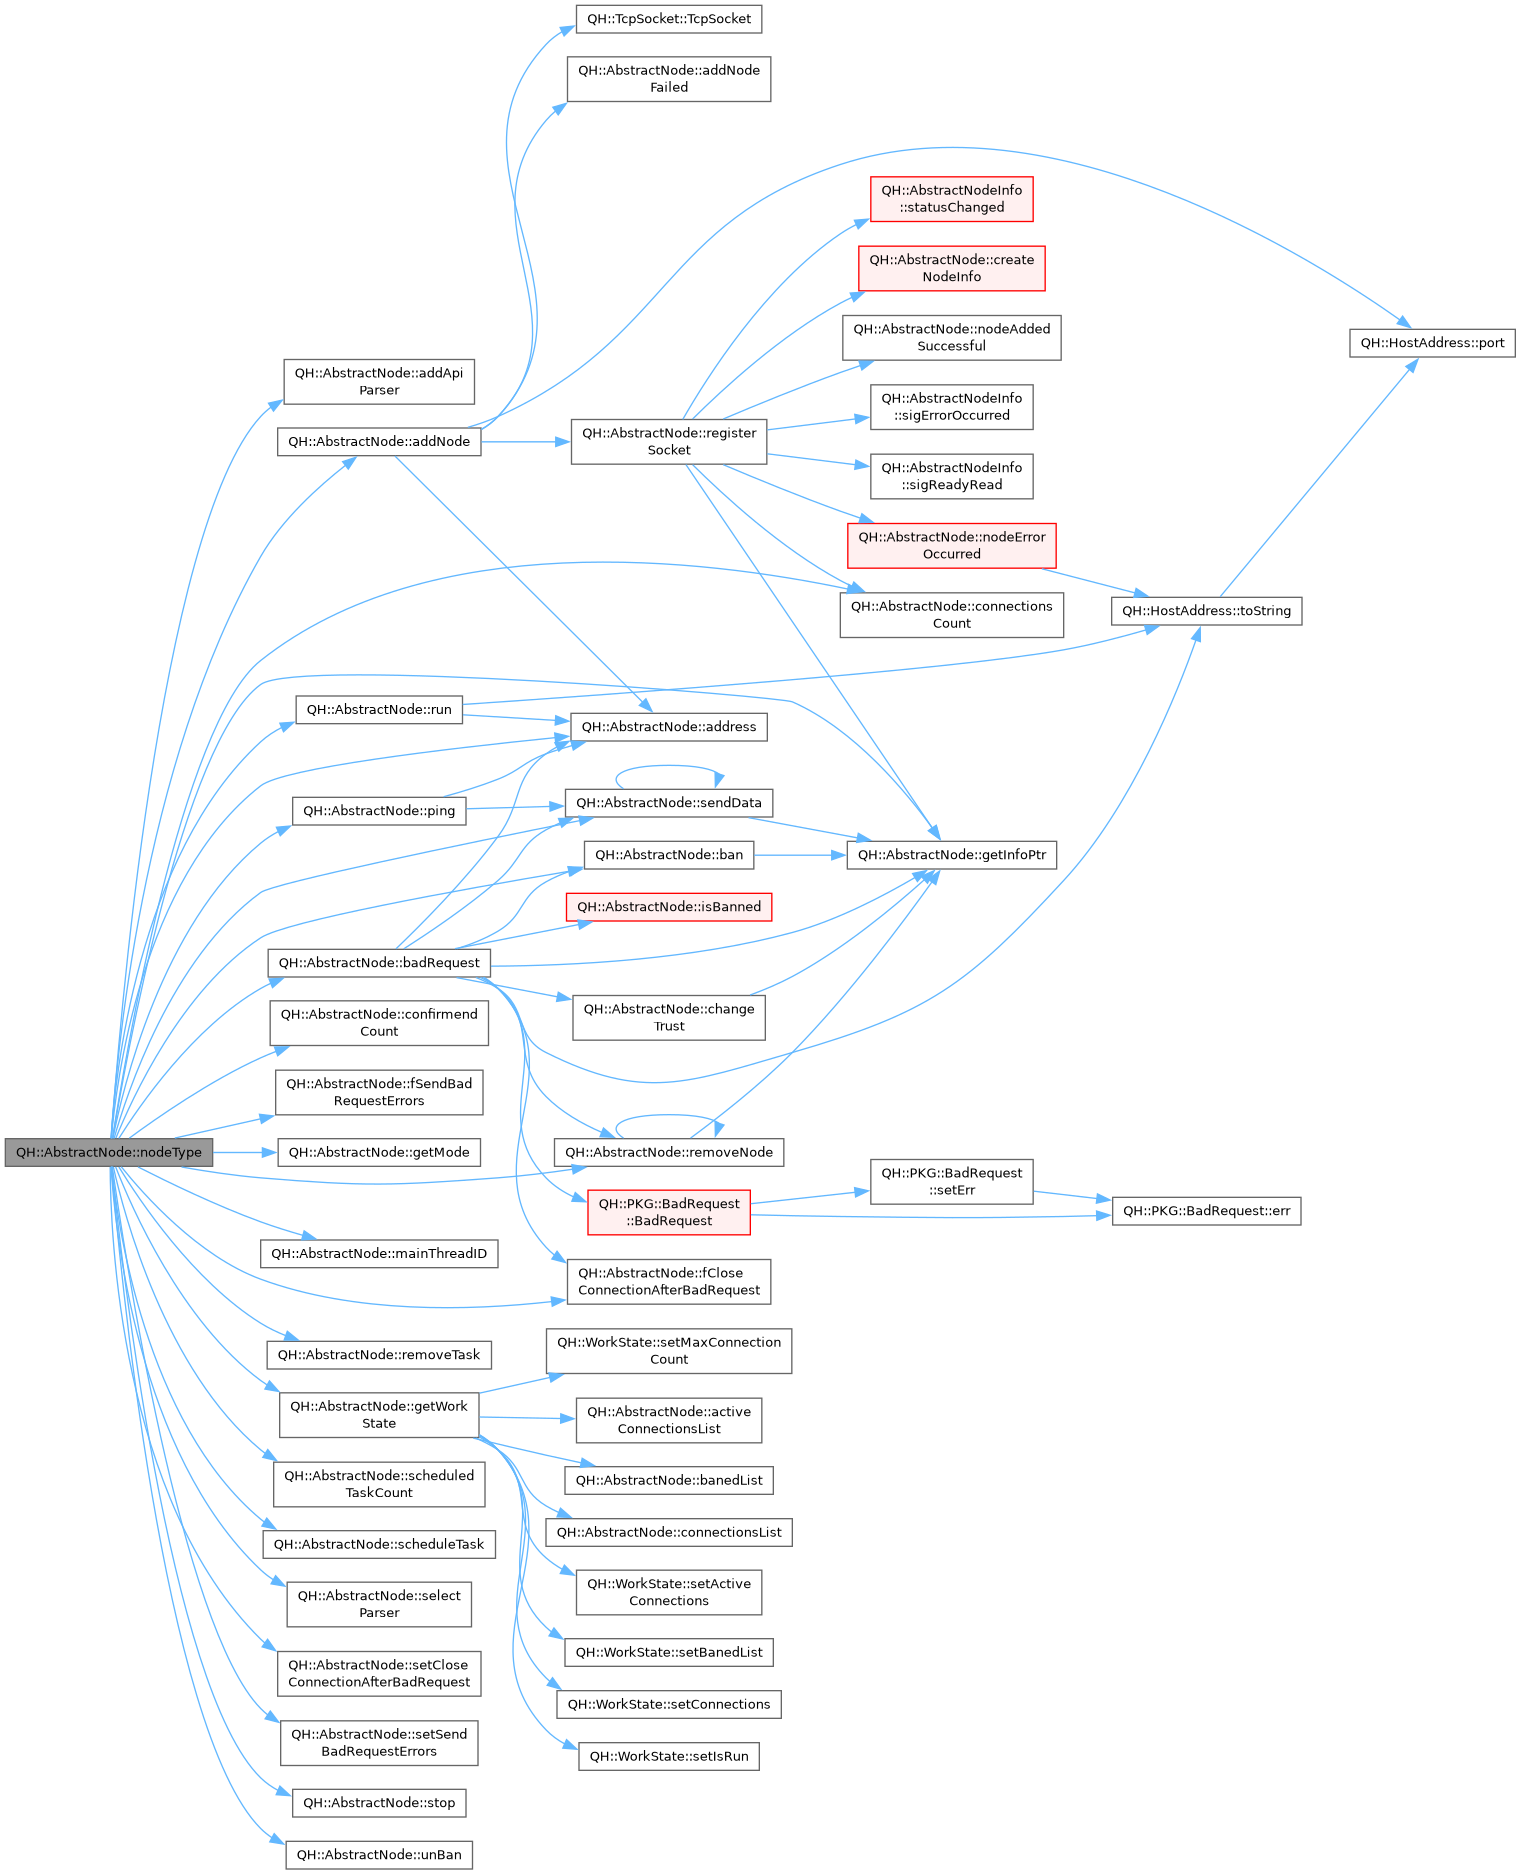 QH::TcpSocket::TcpSocket
QH::AbstractNode::addNode
Failed
QH::AbstractNodeInfo
::statusChanged
QH::AbstractNode::create
NodeInfo
QH::AbstractNode::nodeAdded
Successful
QH::HostAddress::port
QH::AbstractNode::addApi
Parser
QH::AbstractNodeInfo
::sigErrorOccurred
QH::AbstractNode::addNode
QH::AbstractNode::register
Socket
QH::AbstractNodeInfo
::sigReadyRead
QH::AbstractNode::nodeError
Occurred
QH::AbstractNode::connections
Count
QH::HostAddress::toString
QH::AbstractNode::run
QH::AbstractNode::address
QH::AbstractNode::ping
QH::AbstractNode::sendData
QH::AbstractNode::ban
QH::AbstractNode::getInfoPtr
QH::AbstractNode::isBanned
QH::AbstractNode::badRequest
QH::AbstractNode::confirmend
Count
QH::AbstractNode::change
Trust
QH::AbstractNode::fSendBad
RequestErrors
QH::AbstractNode::nodeType
QH::AbstractNode::getMode
QH::AbstractNode::removeNode
QH::PKG::BadRequest
::setErr
QH::PKG::BadRequest
::BadRequest
QH::PKG::BadRequest::err
QH::AbstractNode::mainThreadID
QH::AbstractNode::fClose
ConnectionAfterBadRequest
QH::AbstractNode::removeTask
QH::WorkState::setMaxConnection
Count
QH::AbstractNode::getWork
State
QH::AbstractNode::active
ConnectionsList
QH::AbstractNode::scheduled
TaskCount
QH::AbstractNode::banedList
QH::AbstractNode::scheduleTask
QH::AbstractNode::connectionsList
QH::AbstractNode::select
Parser
QH::WorkState::setActive
Connections
QH::AbstractNode::setClose
ConnectionAfterBadRequest
QH::WorkState::setBanedList
QH::WorkState::setConnections
QH::AbstractNode::setSend
BadRequestErrors
QH::WorkState::setIsRun
QH::AbstractNode::stop
QH::AbstractNode::unBan